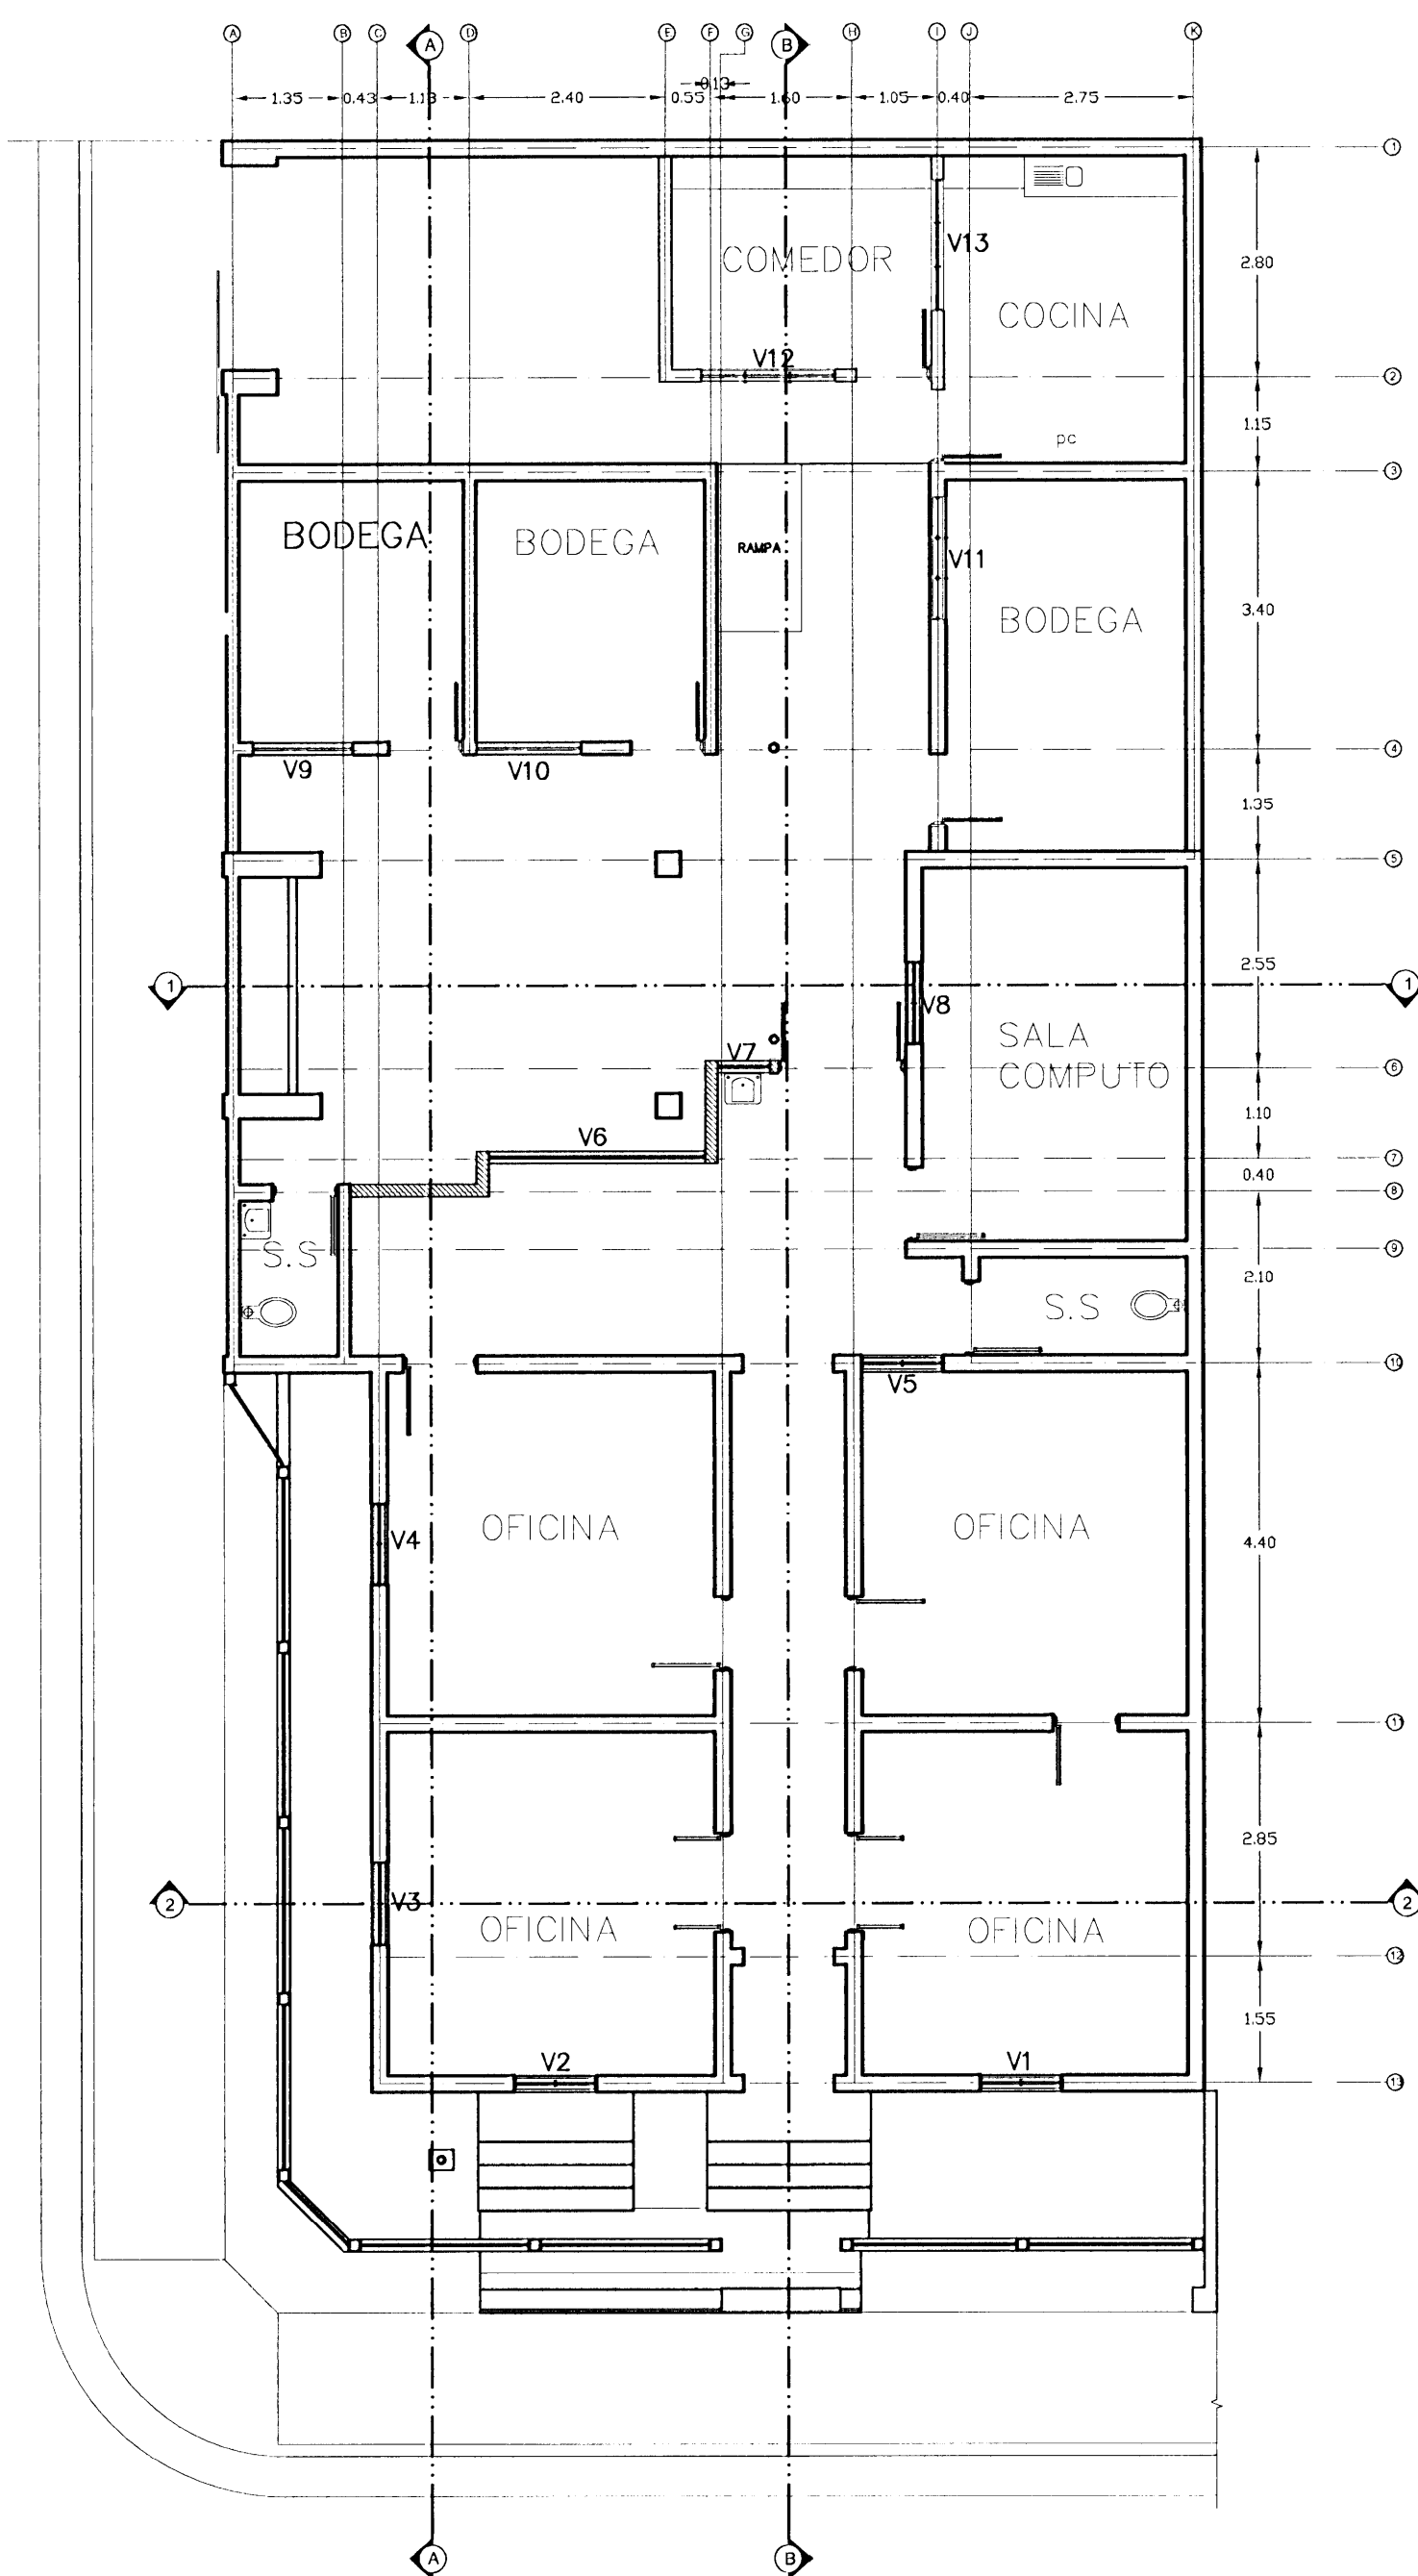 A B C A D E F G B H I J K
0.13
1.35 0.43 1.13 2.40 0.55 1.60 1.05 0.40 2.75
1
V13
COMEDOR
2.80
COCINA
V12
2
1.15
pc
3
BODEGA
BODEGA
RAMPA
V11
3.40
BODEGA
4
V9
V10
1.35
5
2.55
1
1
V8
SALA
COMPUTO
V7
6
1.10
V6
7
0.40
8
S.S
9
2.10
S.S
10
V5
OFICINA
OFICINA
V4
4.40
11
2.85
2
V3
2
OFICINA
OFICINA
12
1.55
V2
V1
13
A
B